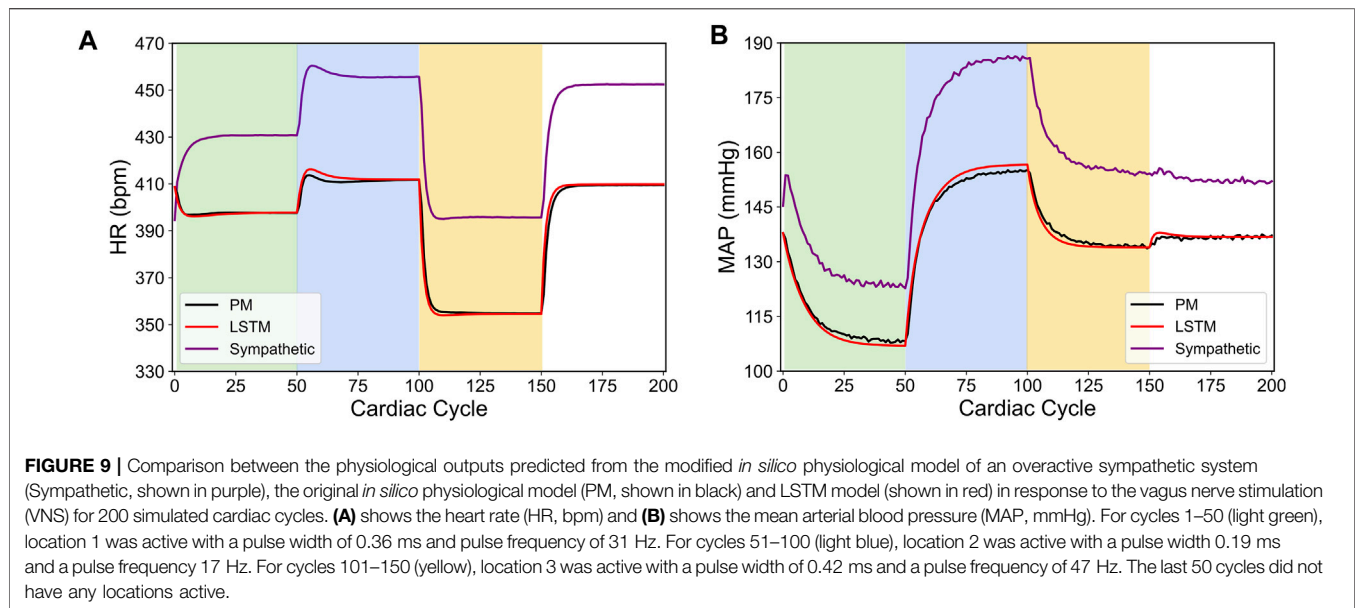 A
470
450
430
410
390
370
350
330
HR (bpm)
PM
LSTM
Sympathetic
0 25 50 75 100 125 150 175 200
Cardiac Cycle
B
190
175
160
145
130
115
100
MAP (mmHg)
PM
LSTM
Sympathetic
0 25 50 75 100 125 150 175 200
Cardiac Cycle
FIGURE 9 | Comparison between the physiological outputs predicted from the modified in silico physiological model of an overactive sympathetic system
(Sympathetic, shown in purple), the original in silico physiological model (PM, shown in black) and LSTM model (shown in red) in response to the vagus nerve stimulation
(VNS) for 200 simulated cardiac cycles. (A) shows the heart rate (HR, bpm) and (B) shows the mean arterial blood pressure (MAP, mmHg). For cycles 1–50 (light green),
location 1 was active with a pulse width of 0.36 ms and pulse frequency of 31 Hz. For cycles 51–100 (light blue), location 2 was active with a pulse width 0.19 ms
and a pulse frequency 17 Hz. For cycles 101–150 (yellow), location 3 was active with a pulse width of 0.42 ms and a pulse frequency of 47 Hz. The last 50 cycles did not
have any locations active.